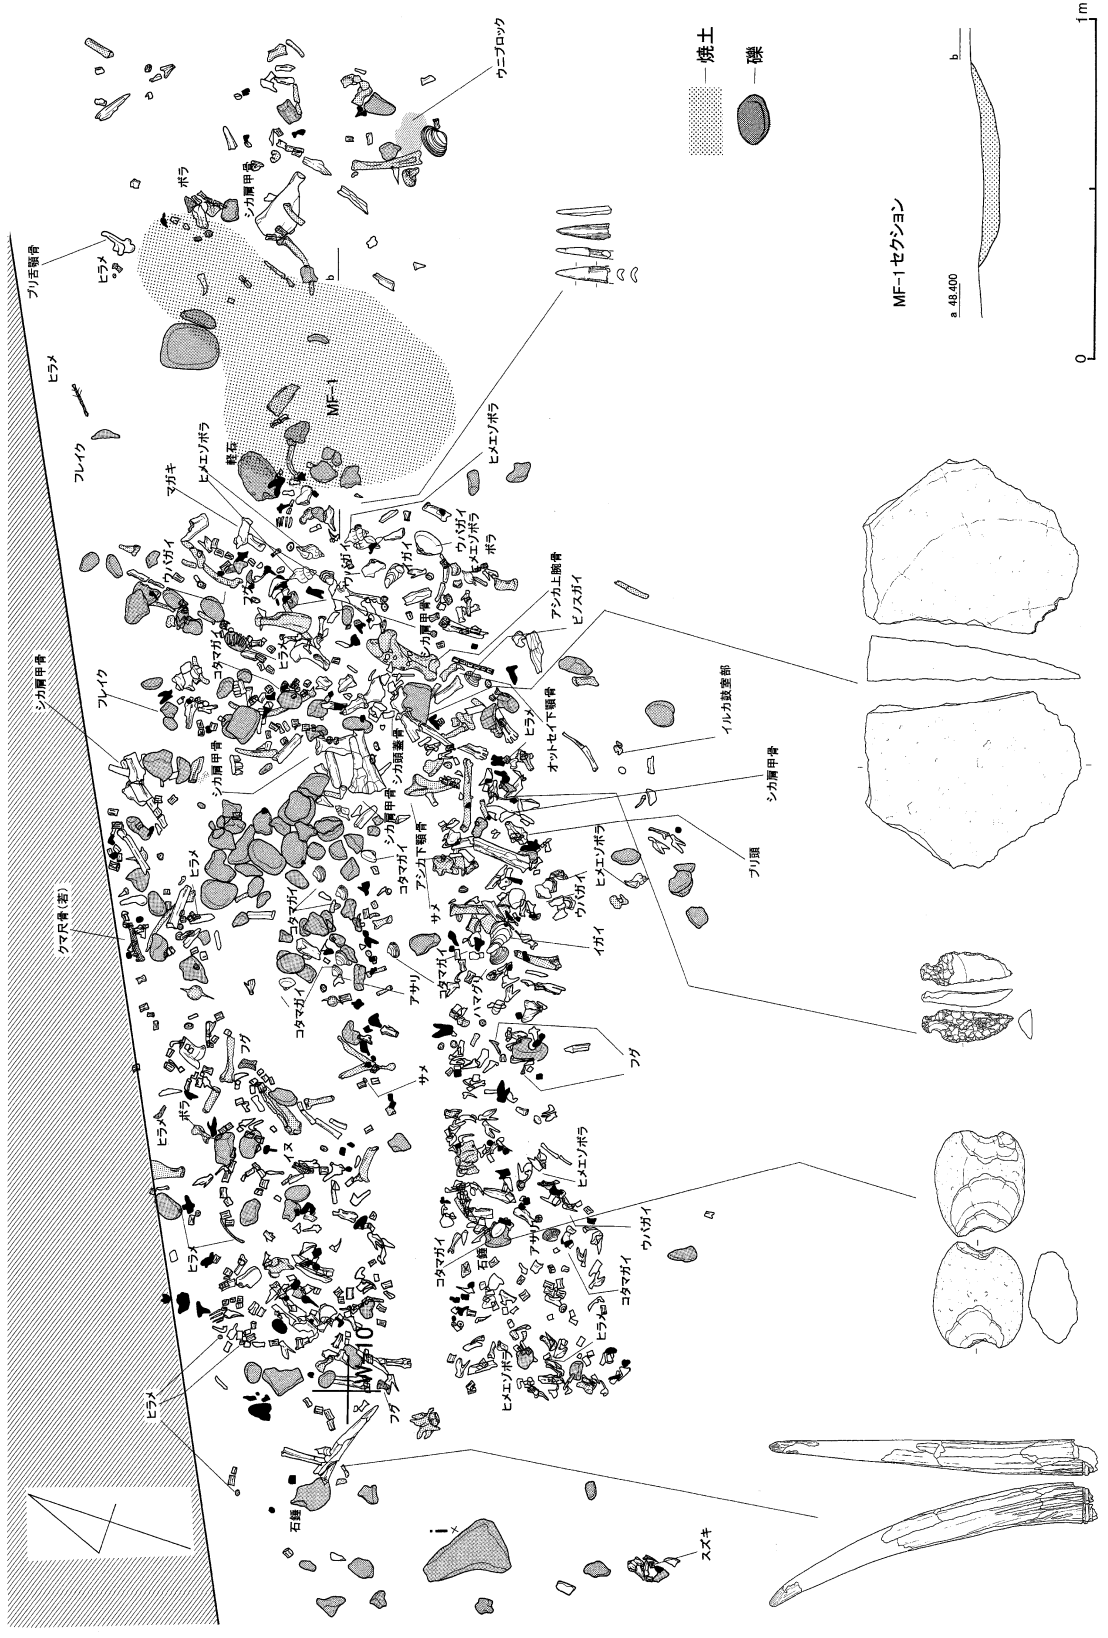 ウニブロック
焼土
礫
1m
0
b
MF-1 セクション
a 48.400
ブリ舌顎骨
ヒラメ
ボラ
シカ肩甲骨
b
MF-1
ヒラメ
フレイク
軽石
ヒメエゾボラ
マガキ
ヒメエゾボラ
ウバガイ
ウバガイ
ウバガイ
ヒメエゾボラ
ボラ
フグ
コタマガイ
ヒラメ
シカ肩甲骨
アシカ上腕骨
ビノスガイ
シカ肩甲骨
フレイク
シカ肩甲骨
シカ頭蓋骨
ヒラメ
オットセイ下顎骨
イルカ鼓室部
シカ肩甲骨
シカ肩甲骨
コタマガイ
アシカ下顎骨
サメ
ブリ頭
ヒメエゾボラ
ウバガイ
イガイ
クマ尺骨(若)
ヒラメ
コタマガイ
コタマガイ
アサリ
コタマガイ
ハマグリ
フグ
サメ
フグ
ヒラメ
ボラ
イヌ
ヒラメ
ヒメエゾボラ
コタマガイ
石錘
アサリ
ウバガイ
コタマガイ
ヒラメ
ヒメエゾボラ
ヒラメ
フグ
石錘
i
スズキ